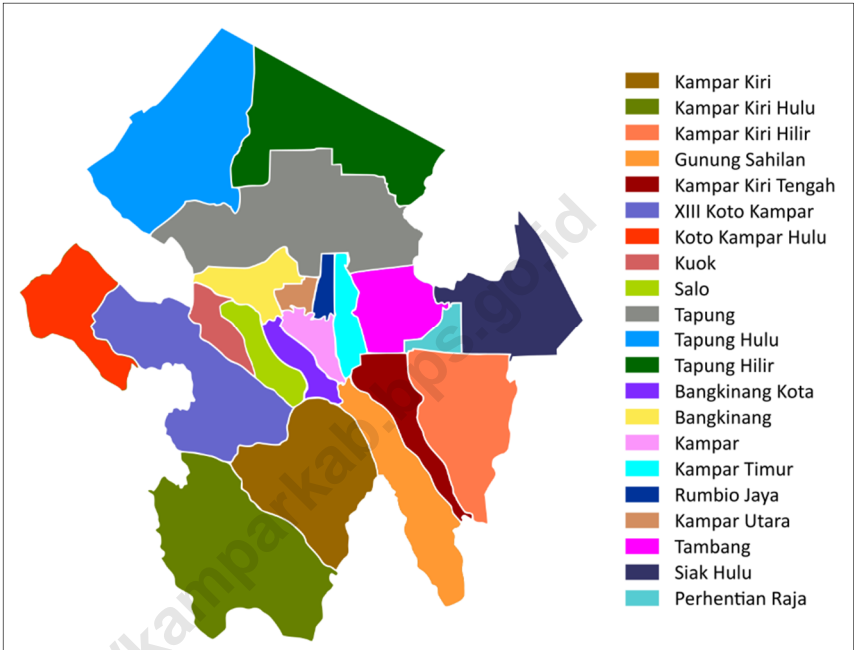 Kampar Kiri
Kampar Kiri Hulu
Kampar Kiri Hilir
Gunung Sahilan
Kampar Kiri Tengah
XIII Koto Kampar
Koto Kampar Hulu
Kuok
Salo
Tapung
Tapung Hulu
Tapung Hilir
Bangkinang Kota
Bangkinang
Kampar
Kampar Timur
Rumbio Jaya
Kampar Utara
Tambang
Siak Hulu
Perhentian Raja
/kamparkab.bps.go.id